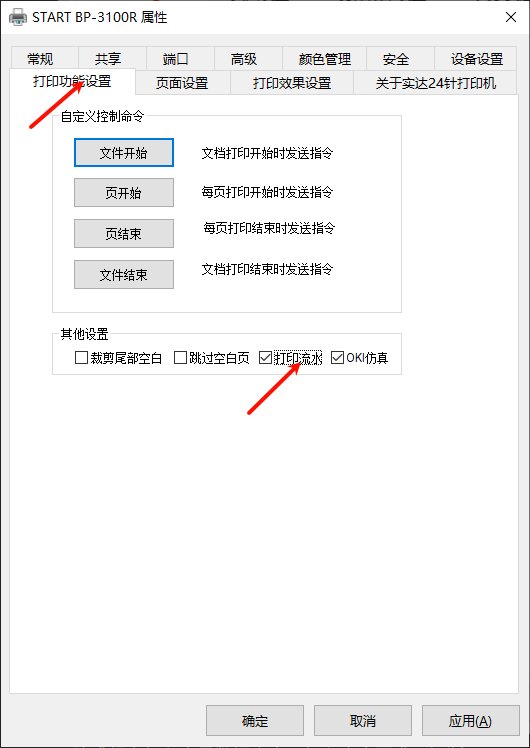 START BP-3100R 属性
常规 共享 端口 高级 颜色管理 安全 设备设置
打印功能设置 页面设置 打印效果设置 关于实达24针打印机
自定义控制命令
文件开始 文档打印开始时发送指令
页开始 每页打印开始时发送指令
页结束 每页打印结束时发送指令
文件结束 文档打印结束时发送指令
其他设置
裁剪尾部空白 跳过空白页 打印流水 OKI仿真
确定 取消 应用(A)